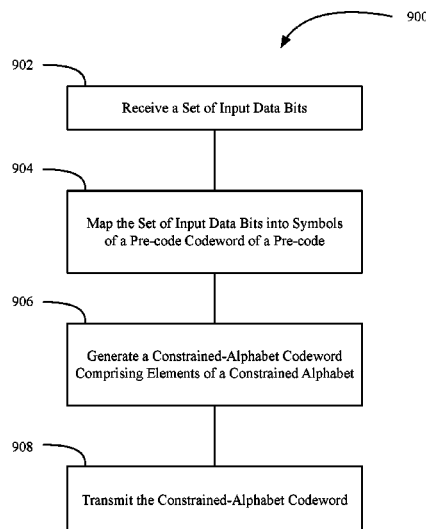 900
902
Receive a Set of Input Data Bits
904
Map the Set of Input Data Bits into Symbols
of a Pre-code Codeword of a Pre-code
906
Generate a Constrained-Alphabet Codeword
Comprising Elements of a Constrained Alphabet
908
Transmit the Constrained-Alphabet Codeword